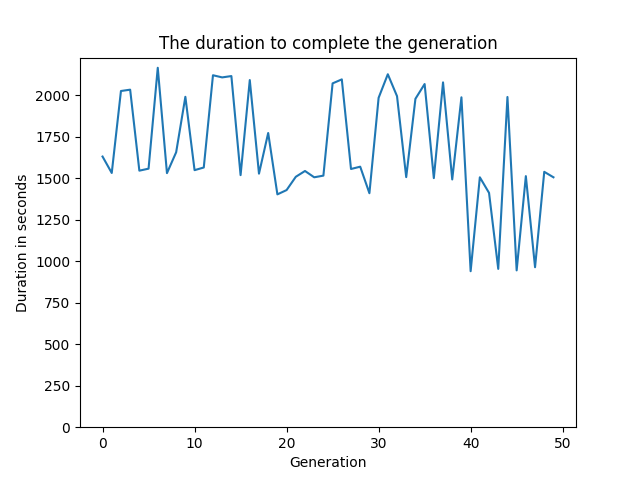 The duration to complete the generation
Duration in seconds
2000
1750
1500
1250
1000
750
500
250
0
0 10 20 30 40 50
Generation